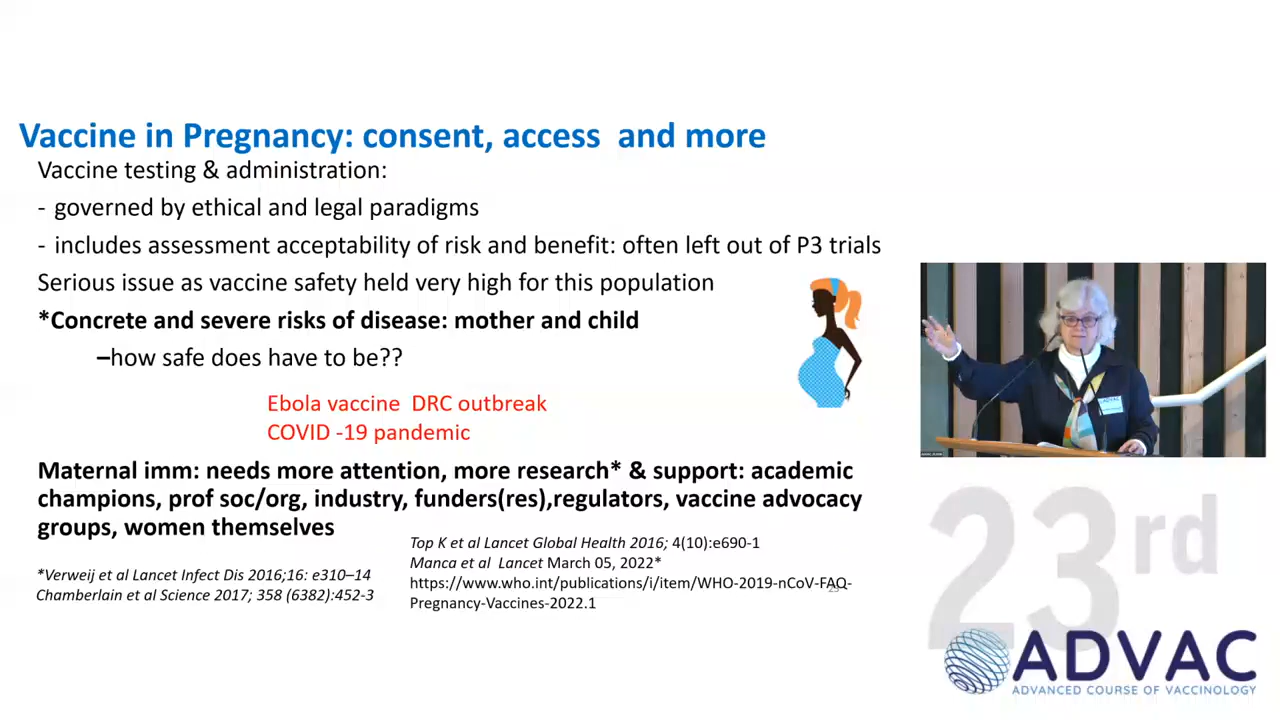 Vaccine in Pregnancy: consent, access and more
Vaccine testing & administration:
- governed by ethical and legal paradigms
- includes assessment acceptability of risk and benefit: often left out of P3 trials
Serious issue as vaccine safety held very high for this population
*Concrete and severe risks of disease: mother and child
–how safe does have to be??
Ebola vaccine DRC outbreak
COVID -19 pandemic
Maternal imm: needs more attention, more research* & support: academic
champions, prof soc/org, industry, funders(res),regulators, vaccine advocacy
groups, women themselves
*Verweij et al Lancet Infect Dis 2016;16: e310–14
Chamberlain et al Science 2017; 358 (6382):452-3
Top K et al Lancet Global Health 2016; 4(10):e690-1
Manca et al Lancet March 05, 2022*
https://www.who.int/publications/i/item/WHO-2019-nCoV-FAQ-
Pregnancy-Vaccines-2022.1
ADVAC
23rd
ADVAC
ADVANCED COURSE OF VACCINOLOGY